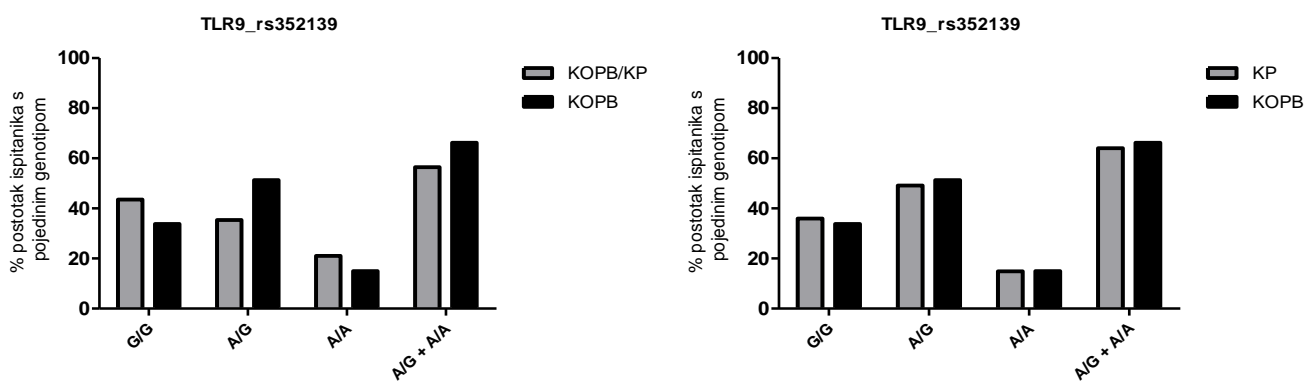 TLR9_rs352139
% postotak ispitanika s
pojedinim genotipom
100
80
60
40
20
0
G/G
A/G
A/A
A/G + A/A
KOPB/KP
KOPB
TLR9_rs352139
% postotak ispitanika s
pojedinim genotipom
100
80
60
40
20
0
G/G
A/G
A/A
A/G + A/A
KP
KOPB